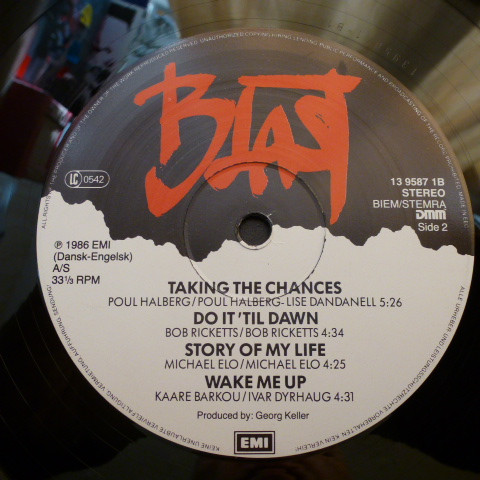 BLAST
LC 0542
13 9587 1B
STEREO
BIEM/STEMRA
DMM
Side 2
℗ 1986 EMI
(Dansk-Engelsk)
A/S
33⅓ RPM
TAKING THE CHANCES
POUL HALBERG/POUL HALBERG-LISE DANDANELL 5:26
DO IT 'TIL DAWN
BOB RICKETTS/BOB RICKETTS 4:34
STORY OF MY LIFE
MICHAEL ELO/MICHAEL ELO 4:25
WAKE ME UP
KAARE BARKOU/IVAR DYRHAUG 4:31
Produced by: Georg Keller
EMI